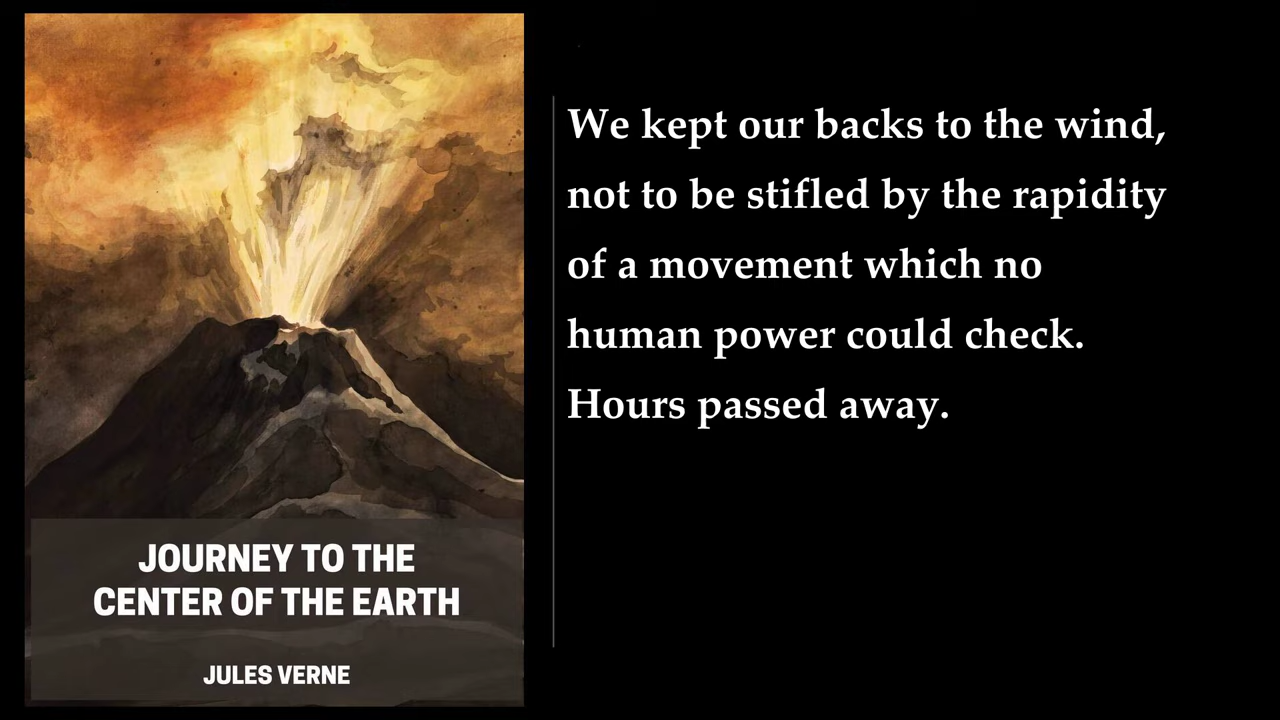 JOURNEY TO THE
CENTER OF THE EARTH
JULES VERNE
We kept our backs to the wind,
not to be stifled by the rapidity
of a movement which no
human power could check.
Hours passed away.